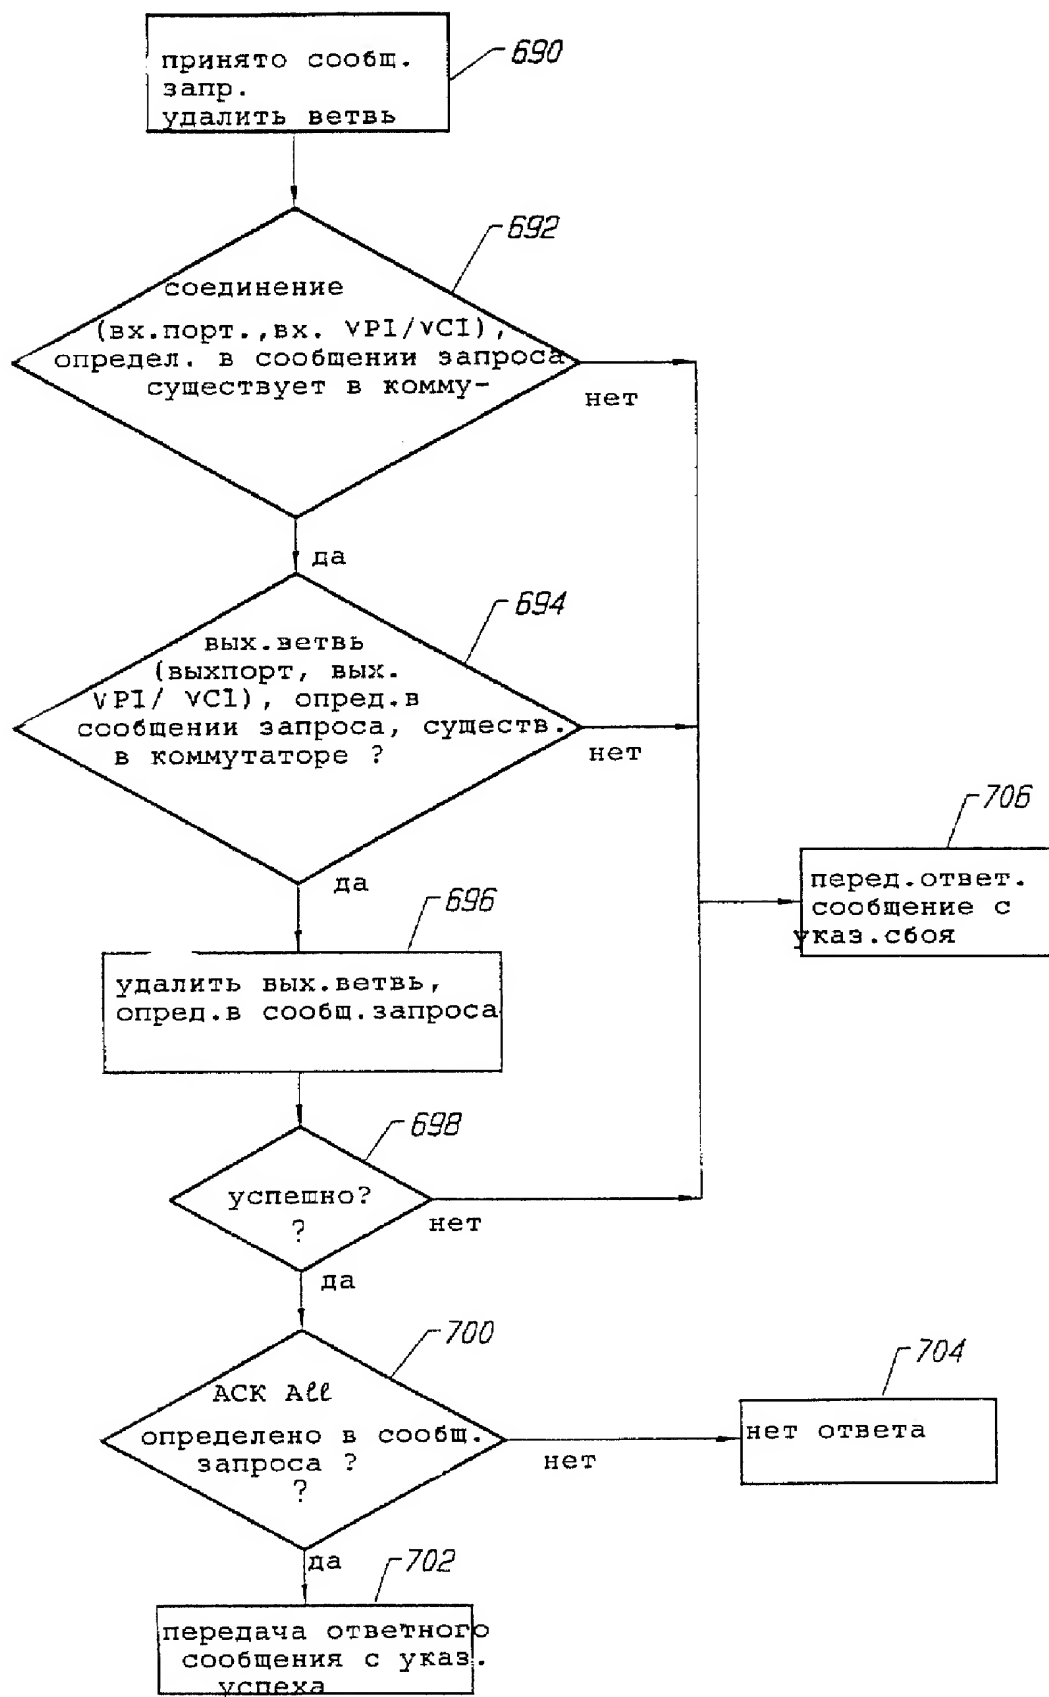 принято сообщ.
запр.
удалить ветвь
690
692
соединение
(вх.порт.,вх. VPI/VCI),
определ. в сообщении запроса
существует в комму-
нет
да
694
вых.ветвь
(выхпорт, вых.
VPI/ VCI), опред.в
сообщении запроса, существ.
в коммутаторе ?
нет
да
706
перед.ответ.
сообщение с
указ.сбоя
696
удалить вых.ветвь,
опред.в сообщ.запроса
698
успешно?
?
нет
да
700
ACK All
определено в сообщ.
запроса ?
?
нет
704
нет ответа
да
702
передача ответного
сообщения с указ.
успеха